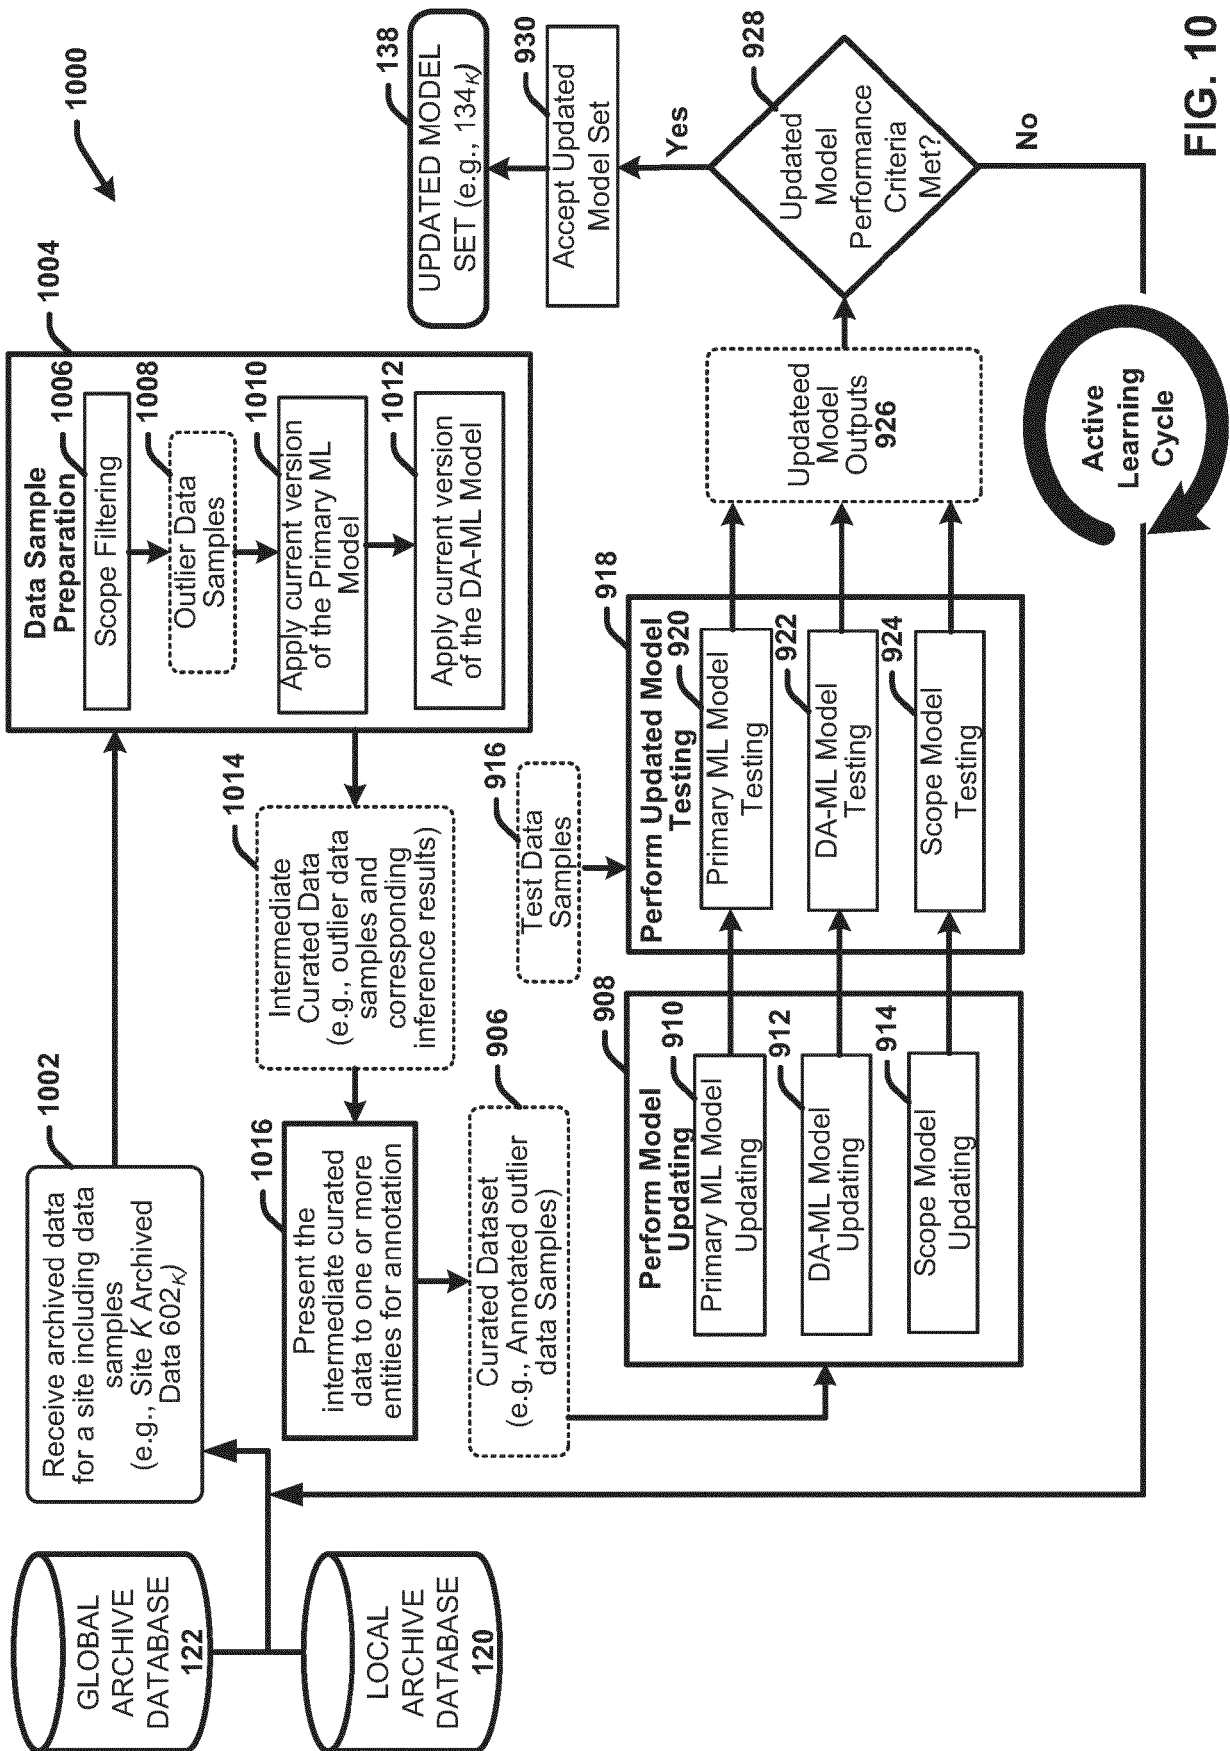 1000
GLOBAL
ARCHIVE
DATABASE
122
LOCAL
ARCHIVE
DATABASE
120
1002
Receive archived data
for a site including data
samples
(e.g., Site K Archived
Data 602K)
1004
Data Sample
Preparation
1006
Scope Filtering
1008
Outlier Data
Samples
1010
Apply current version
of the Primary ML
Model
1012
Apply current version
of the DA-ML Model
1014
Intermediate
Curated Data
(e.g., outlier data
samples and
corresponding
inference results)
1016
Present the
intermediate curated
data to one or more
entities for annotation
906
Curated Dataset
(e.g., Annotated outlier
data Samples)
908
Perform Model
Updating
910
Primary ML Model
Updating
912
DA-ML Model
Updating
914
Scope Model
Updating
916
Test Data
Samples
918
Perform Updated Model
Testing
920
Primary ML Model
Testing
922
DA-ML Model
Testing
924
Scope Model
Testing
Updateed
Model
Outputs
926
928
Updated
Model
Performance
Criteria
Met?
Yes
No
930
Accept Updated
Model Set
138
UPDATED MODEL
SET (e.g., 134K)
Active
Learning
Cycle
FIG. 10